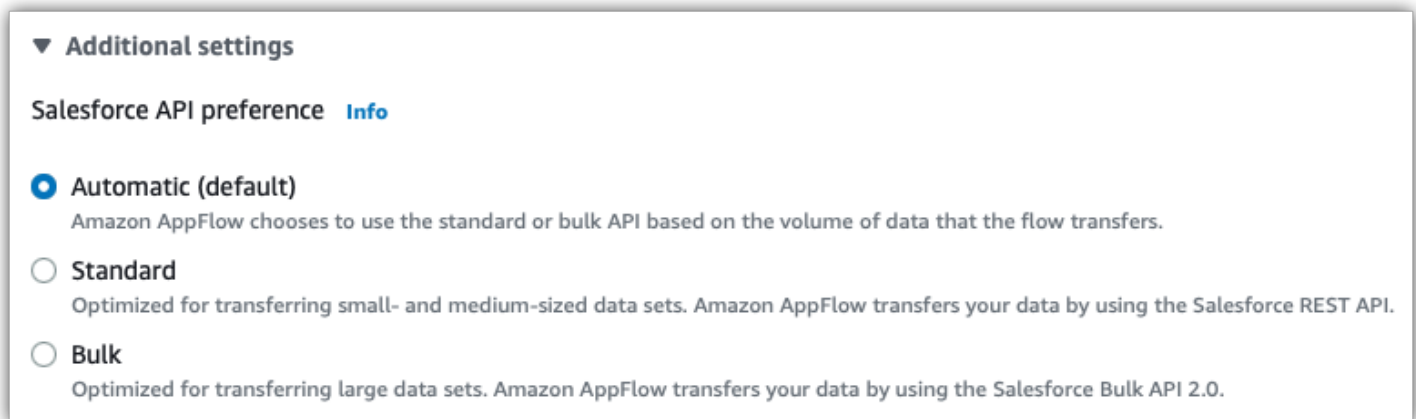 Additional settings
Salesforce API preference Info
Automatic (default)
Amazon AppFlow chooses to use the standard or bulk API based on the volume of data that the flow transfers.
Standard
Optimized for transferring small- and medium-sized data sets. Amazon AppFlow transfers your data by using the Salesforce REST API.
Bulk
Optimized for transferring large data sets. Amazon AppFlow transfers your data by using the Salesforce Bulk API 2.0.